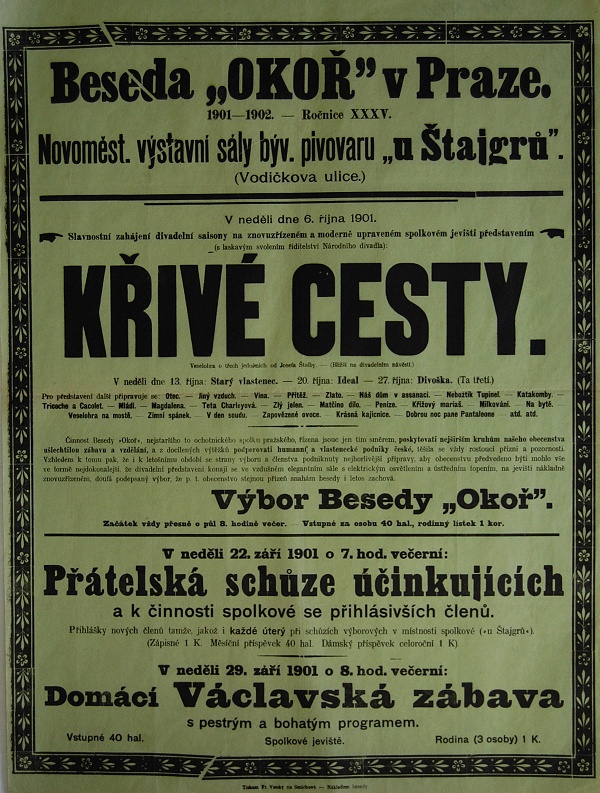 Beseda „OKOŘ” v Praze.
1901—1902. — Ročnice XXXV.
Novoměst. výstavní sály býv. pivovaru „u Štajgrů”.
(Vodičkova ulice.)
V neděli dne 6. října 1901.
Slavnostní zahájení divadelní saisony na znovuzřízeném a moderně upraveném spolkovém jevišti představením
(s laskavým svolením ředitelství Národního divadla):
KŘIVÉ CESTY.
Veselohra o třech jednáních od Josefa Štolby. — (Bližší na divadelním návěstí.)
V neděli dne 13. října: Starý vlastenec. — 20. října: Ideal — 27. října: Divoška. (Ta třetí.)
Pro představení další připravuje se: Otec. — Jiný vzduch. — Vina. — Přítěž. — Zlato. — Náš dům v assanaci. — Nebožtík Tupinel. — Katakomby. —
Tricoche a Cacolet. — Mládí. — Magdalena. — Teta Charleyová. — Zlý jelen. — Matčino dílo. — Peníze. — Křížový mariáš. — Milkování. — Na bytě.
Veselohra na mostě. — Zimní spánek. — V den soudu. — Zapovězené ovoce. — Krásná kajícnice. — Dobrou noc pane Pantaleone — atd. atd.
Činnost Besedy »Okoř«, nejstaršího to ochotnického spolku pražského, řízena jsouc jen tím směrem, poskytovati nejširším kruhům našeho obecenstva
ušlechtilou zábavu a vzdělání, a z docílených výtěžků podporovati humanní a vlastenecké podniky české, těšila se vždy rostoucí přízni a pozornosti.
Vzhledem k tomu pak, že i k letošnímu období se strany výboru a členstva podniknuty nejhorlivější přípravy, aby obecenstvu předvedeno býti mohlo vše
ve formě nejdokonalejší, že divadelní představení konají se ve vzdušném elegantním sále s elektrickým osvětlením a ústředním topením, na jevišti nákladně
znovuzřízeném, doufá podepsaný výbor, že p. t. obecenstvo stejnou přízeň snahám besedy i letos zachová.
Výbor Besedy „Okoř”.
Začátek vždy přesně o půl 8. hodině večer. — Vstupné za osobu 40 hal., rodinný lístek 1 kor.
V neděli 22. září 1901 o 7. hod. večerní:
Přátelská schůze účinkujících
a k činnosti spolkové se přihlásivších členů.
Přihlášky nových členů tamže, jakož i každé úterý při schůzích výborových v místnosti spolkové (»u Štajgrů«).
(Zápisné 1 K. Měsíční příspěvek 40 hal. Dámský příspěvek celoroční 1 K).
V neděli 29. září 1901 o 8. hod. večerní:
Domácí Václavská zábava
s pestrým a bohatým programem.
Vstupné 40 hal.
Spolkové jeviště.
Rodina (3 osoby) 1 K.
Tiskem Fr. Vonky na Smíchově — Nákladem besedy